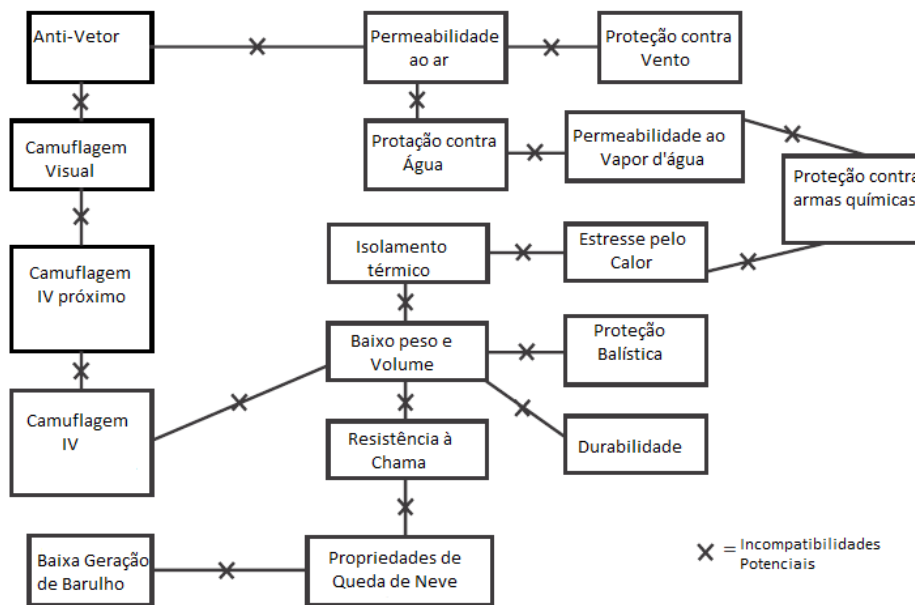 Anti-Vetor
Permeabilidade
ao ar
Proteção contra
Vento
Camuflagem
Visual
Protação contra
Água
Permeabilidade ao
Vapor d'água
Proteção contra
armas químicas
Camuflagem
IV próximo
Isolamento
térmico
Estresse pelo
Calor
Baixo peso e
Volume
Proteção
Balística
Camuflagem
IV
Resistência à
Chama
Durabilidade
Baixa Geração
de Barulho
Propriedades de
Queda de Neve
= Incompatibilidades
Potenciais